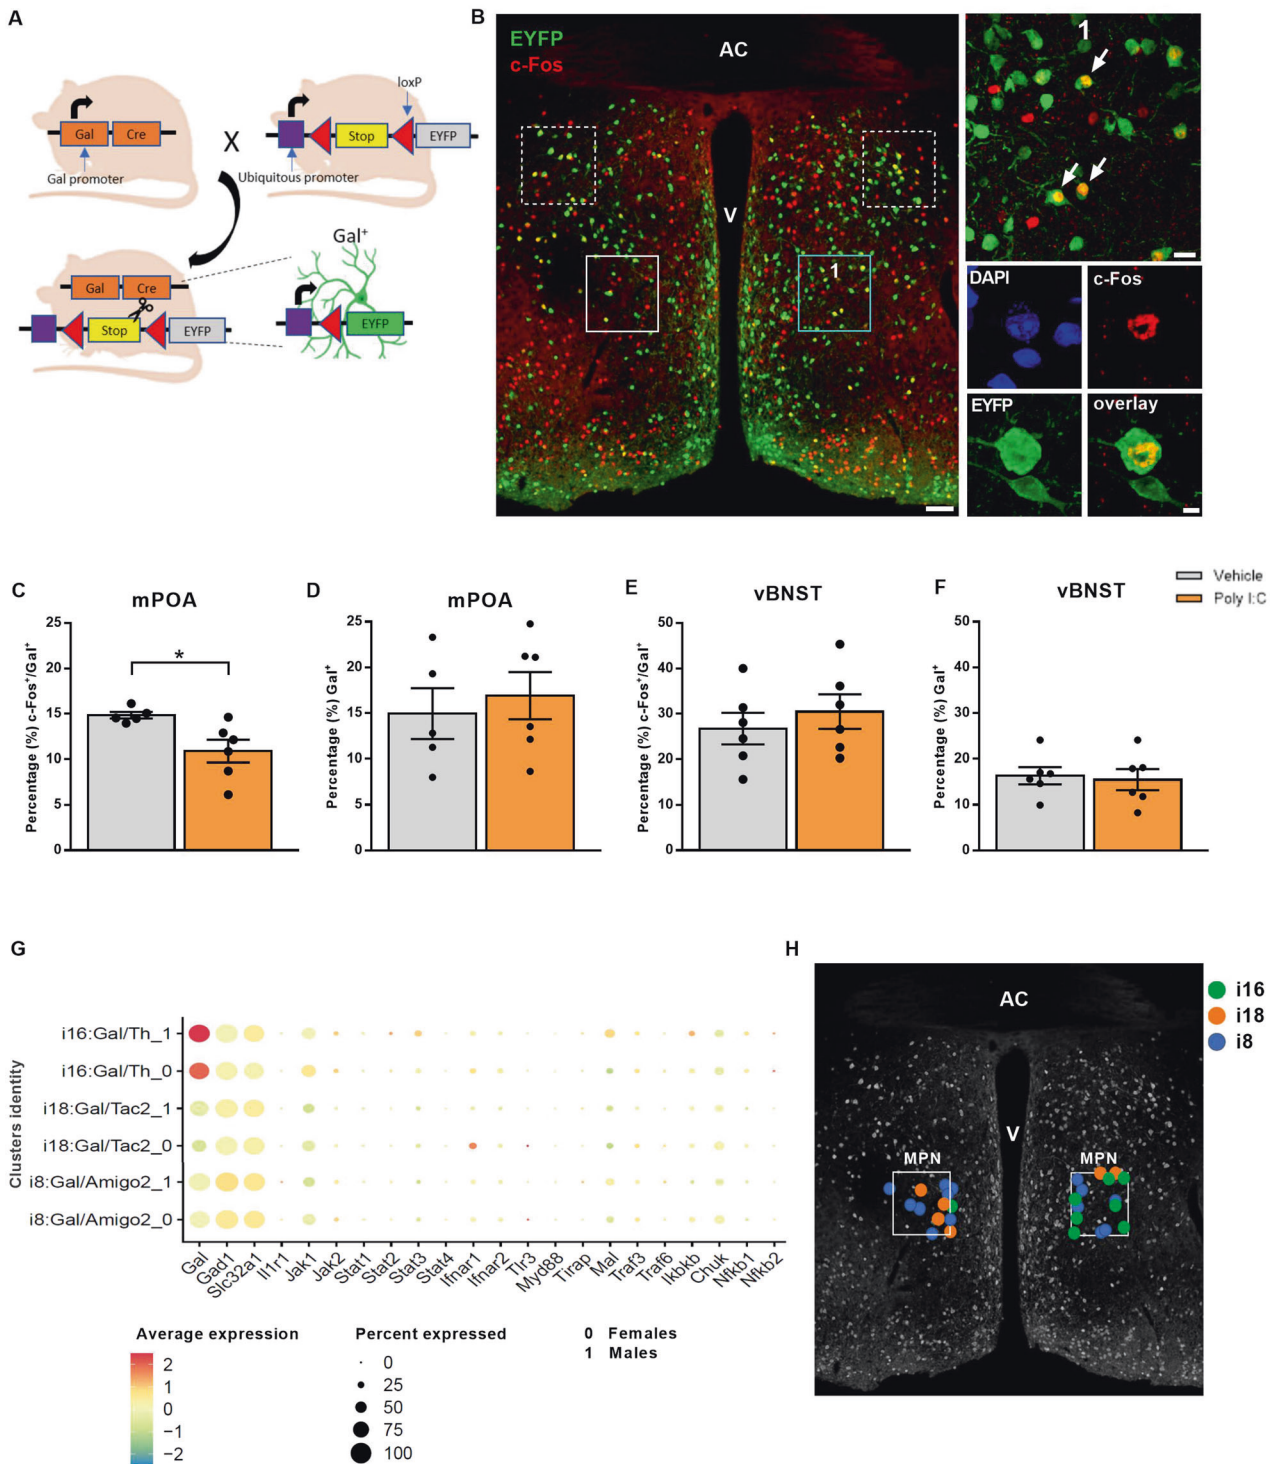 A
Gal
Cre
Gal promoter
X
loxP
Stop
EYFP
Ubiquitous promoter
Gal⁺
Gal
Cre
Stop
EYFP
EYFP
B
EYFP
c-Fos
AC
V
1
1
DAPI
c-Fos
EYFP
overlay
C
mPOA
Percentage (%) c-Fos⁺/Gal⁺
25
20
15
10
5
0
*
D
mPOA
Percentage (%) Gal⁺
25
20
15
10
5
0
E
vBNST
Percentage (%) c-Fos⁺/Gal⁺
50
40
30
20
10
0
F
vBNST
Percentage (%) Gal⁺
50
40
30
20
10
0
Vehicle
Poly I:C
G
Clusters identity
i16:Gal/Th_1
i16:Gal/Th_0
i18:Gal/Tac2_1
i18:Gal/Tac2_0
i8:Gal/Amigo2_1
i8:Gal/Amigo2_0
Gal
Gad1
Slc32a1
Il1r1
Jak1
Jak2
Stat1
Stat2
Stat3
Stat4
Ifnar1
Ifnar2
Tlr3
Myd88
Tirap
Mal
Traf3
Traf6
Ikbkb
Chuk
Nfkb1
Nfkb2
Average expression
2
1
0
−1
−2
Percent expressed
0
25
50
75
100
0 Females
1 Males
H
AC
V
MPN
MPN
i16
i18
i8